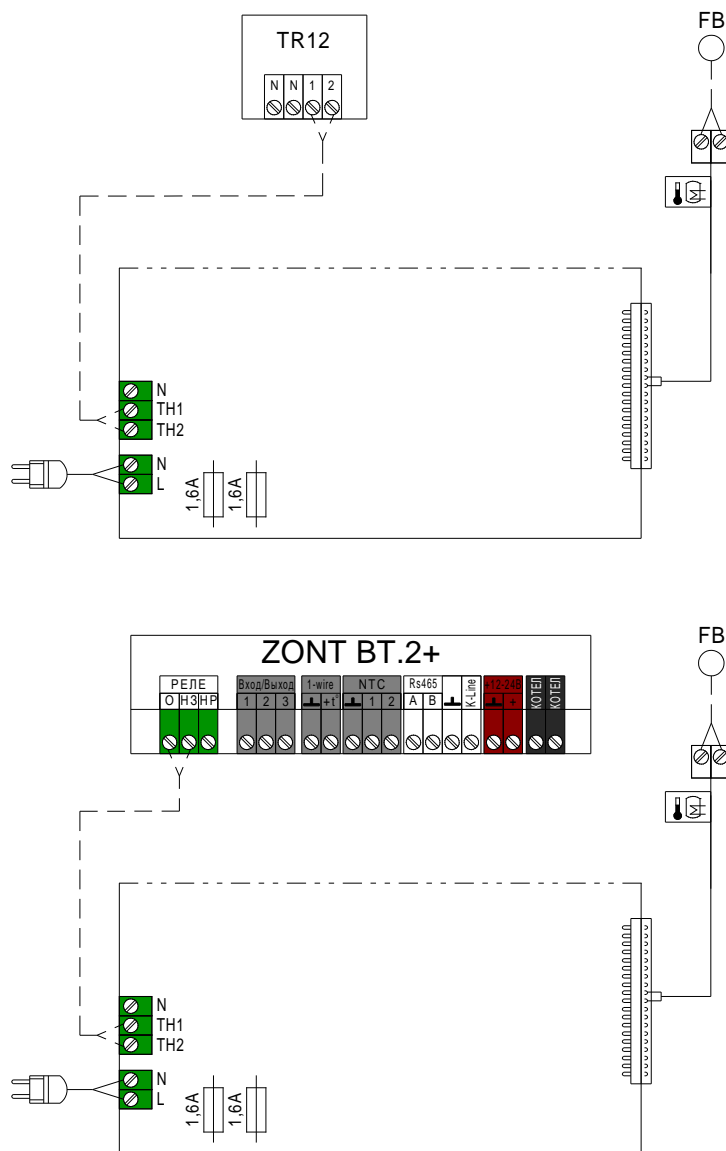 TR12
FB
N N 1 2
N
TH1
TH2
N
L
1,6A 1,6A
ZONT BT.2+
FB
РЕЛЕ Вход/Выход 1-wire NTC Rs465 K-Line +12-24В КОТЕЛ КОТЕЛ
О НЗ НР 1 2 3 +t° 1 2 A B +
N
TH1
TH2
N
L
1,6A 1,6A